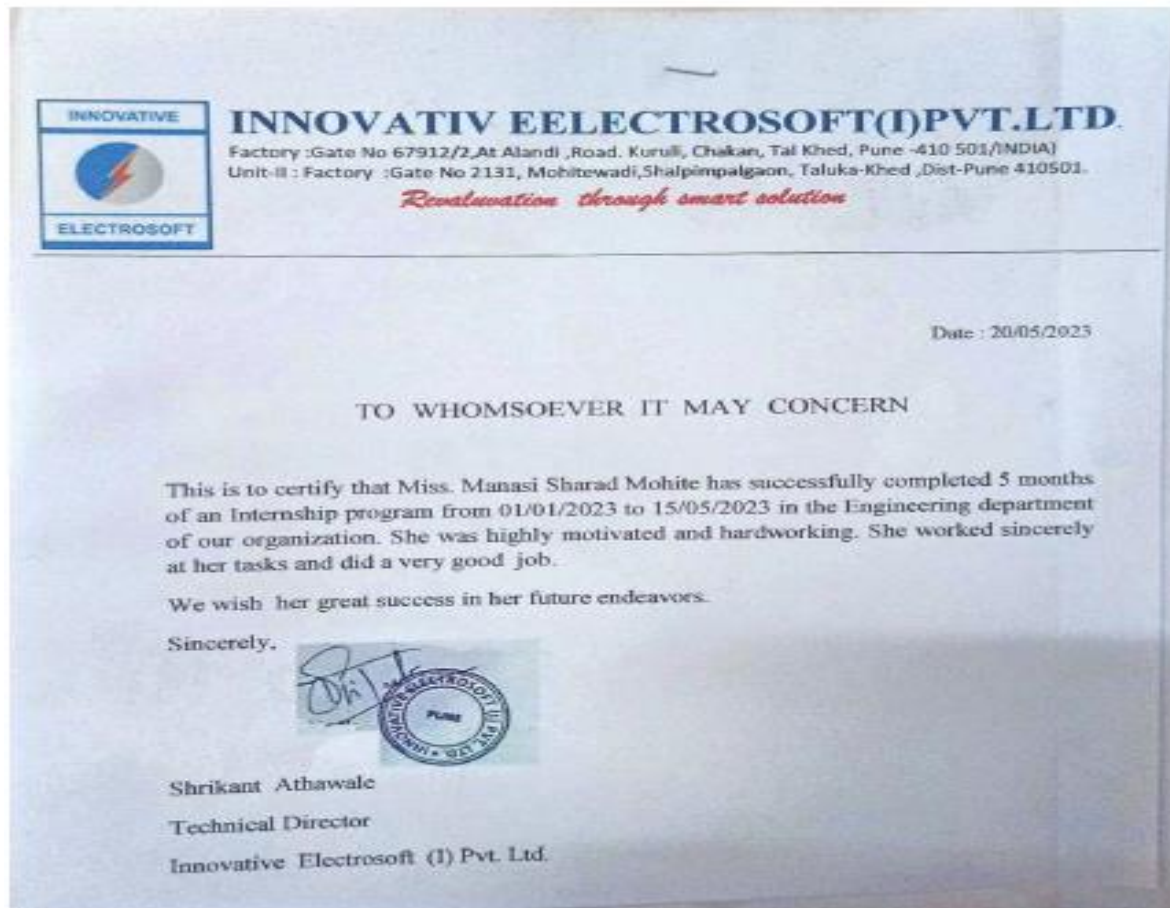 INNOVATIVE
ELECTROSOFT
INNOVATIV EELECTROSOFT(I)PVT.LTD.
Factory :Gate No 67912/2,At Alandi ,Road. Kuruli, Chakan, Tal Khed, Pune -410 501/INDIA)
Unit-II : Factory :Gate No 2131, Mohitewadi,Shalpimpalgaon, Taluka-Khed ,Dist-Pune 410501.
Revaluvation through smart solution
Date : 20/05/2023
TO WHOMSOEVER IT MAY CONCERN
This is to certify that Miss. Manasi Sharad Mohite has successfully completed 5 months
of an Internship program from 01/01/2023 to 15/05/2023 in the Engineering department
of our organization. She was highly motivated and hardworking. She worked sincerely
at her tasks and did a very good job.
We wish her great success in her future endeavors.
Sincerely,
INNOVATIVE ELECTROSOFT (I) PVT. LTD.
PUNE
Shrikant Athawale
Technical Director
Innovative Electrosoft (I) Pvt. Ltd.